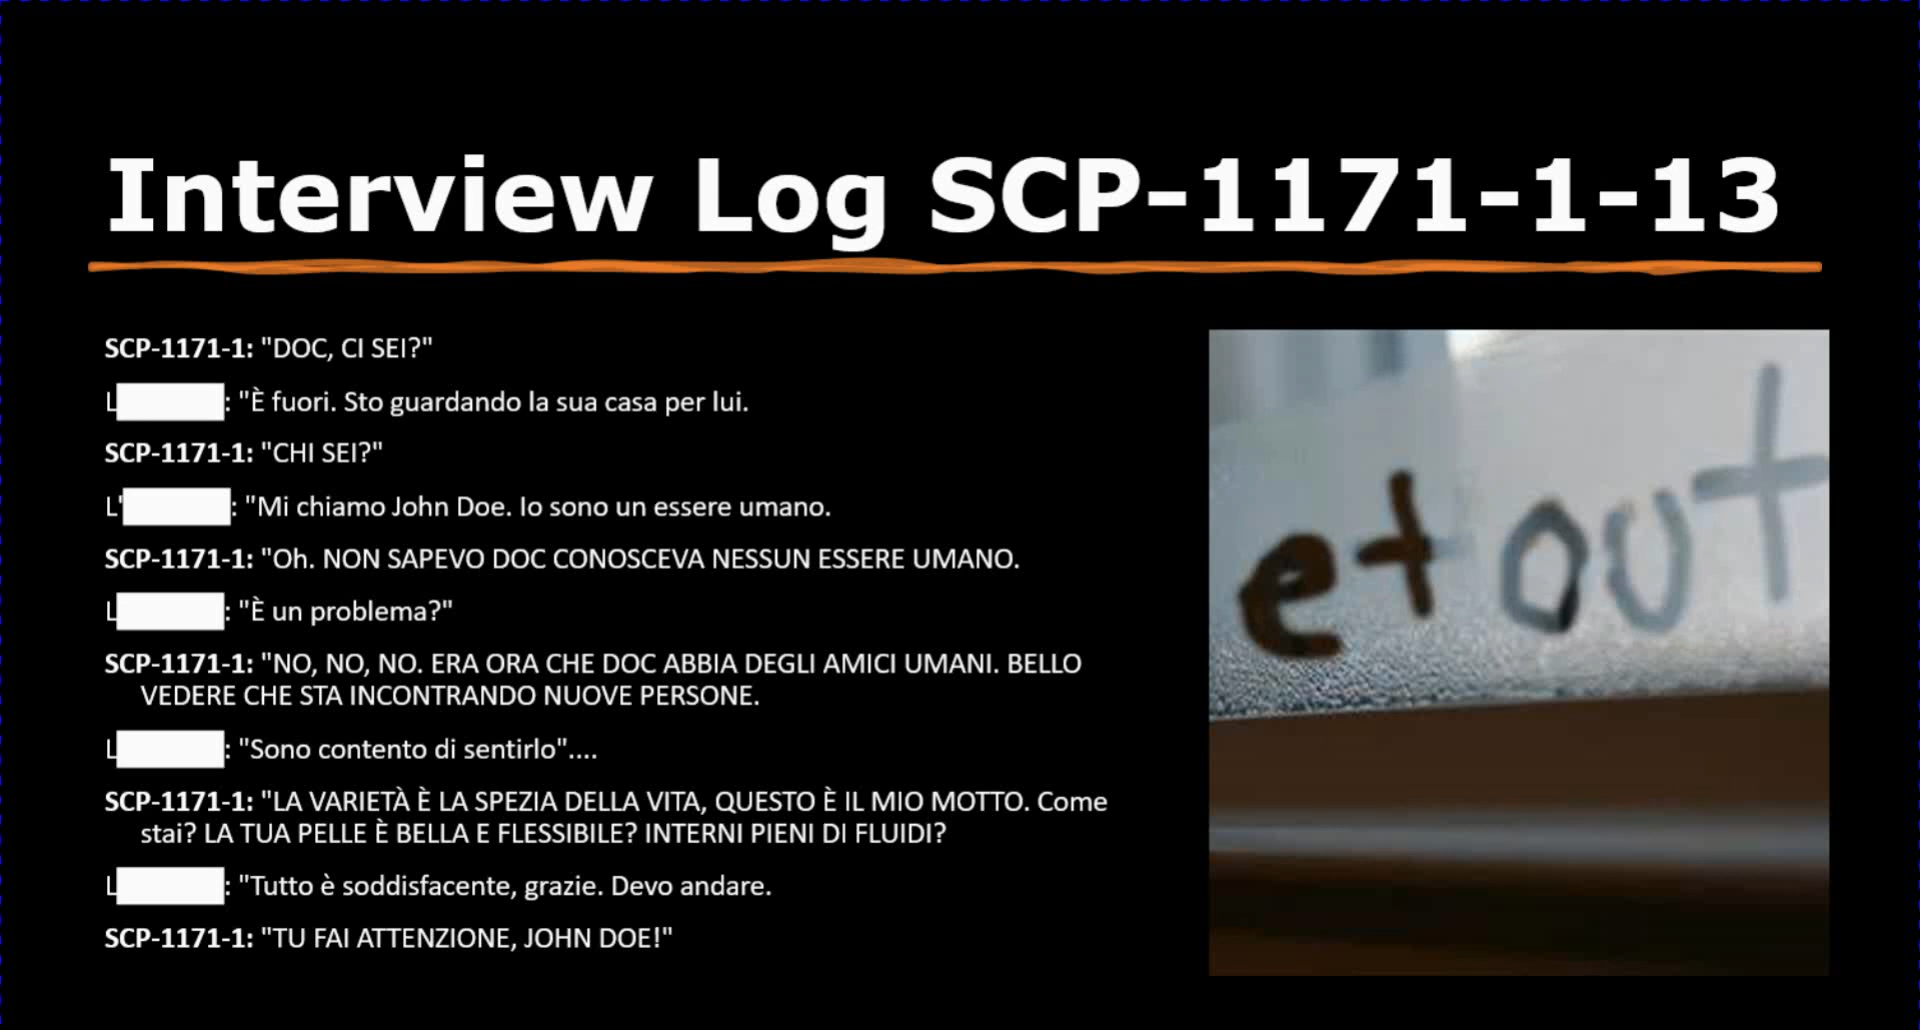 Interview Log SCP-1171-1-13
SCP-1171-1: "DOC, CI SEI?"
L : "È fuori. Sto guardando la sua casa per lui.
SCP-1171-1: "CHI SEI?"
L' : "Mi chiamo John Doe. Io sono un essere umano.
SCP-1171-1: "Oh. NON SAPEVO DOC CONOSCEVA NESSUN ESSERE UMANO.
L : "È un problema?"
SCP-1171-1: "NO, NO, NO. ERA ORA CHE DOC ABBIA DEGLI AMICI UMANI. BELLO
VEDERE CHE STA INCONTRANDO NUOVE PERSONE.
L : "Sono contento di sentirlo"....
SCP-1171-1: "LA VARIETÀ È LA SPEZIA DELLA VITA, QUESTO È IL MIO MOTTO. Come
stai? LA TUA PELLE È BELLA E FLESSIBILE? INTERNI PIENI DI FLUIDI?
L : "Tutto è soddisfacente, grazie. Devo andare.
SCP-1171-1: "TU FAI ATTENZIONE, JOHN DOE!"
et out